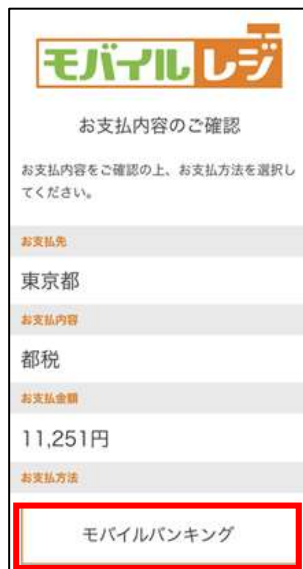 モバイルレジ
お支払内容のご確認
お支払内容をご確認の上、お支払方法を選択し
てください。
お支払先
東京都
お支払内容
都税
お支払金額
11,251円
お支払方法
モバイルバンキング